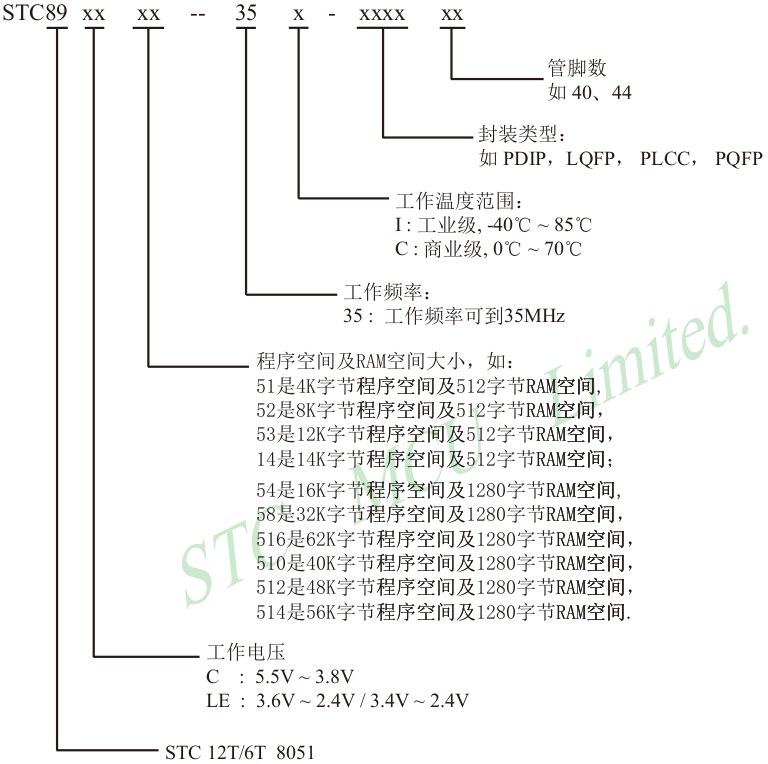 STC89 xx xx -- 35 x - xxxx xx
管脚数
如 40、44
封装类型：
如 PDIP，LQFP， PLCC， PQFP
工作温度范围：
I : 工业级, -40℃ ~ 85℃
C : 商业级, 0℃ ~ 70℃
工作频率：
35 : 工作频率可到35MHz
程序空间及RAM空间大小，如：
51是4K字节程序空间及512字节RAM空间,
52是8K字节程序空间及512字节RAM空间，
53是12K字节程序空间及512字节RAM空间，
14是14K字节程序空间及512字节RAM空间；
54是16K字节程序空间及1280字节RAM空间,
58是32K字节程序空间及1280字节RAM空间，
516是62K字节程序空间及1280字节RAM空间，
510是40K字节程序空间及1280字节RAM空间，
512是48K字节程序空间及1280字节RAM空间，
514是56K字节程序空间及1280字节RAM空间.
工作电压
C : 5.5V ~ 3.8V
LE : 3.6V ~ 2.4V / 3.4V ~ 2.4V
STC 12T/6T 8051
STC MCU Limited.